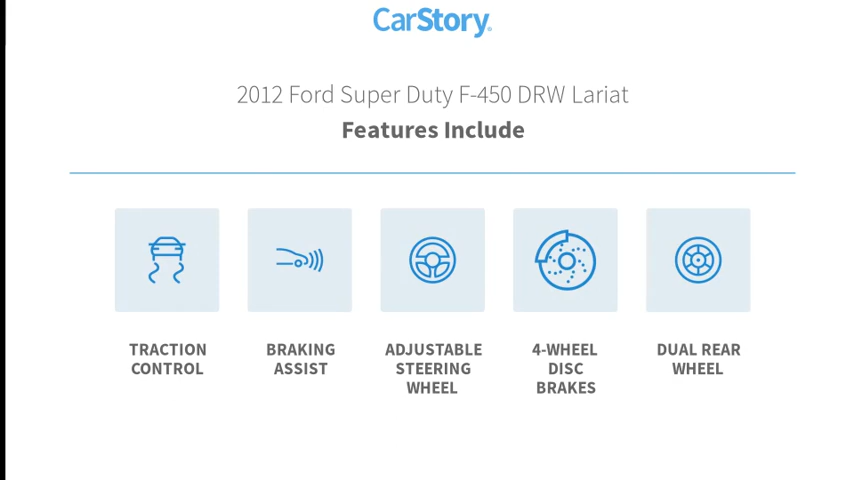 CarStory®
2012 Ford Super Duty F-450 DRW Lariat
Features Include
TRACTION
CONTROL
BRAKING
ASSIST
ADJUSTABLE
STEERING
WHEEL
4-WHEEL
DISC
BRAKES
DUAL REAR
WHEEL